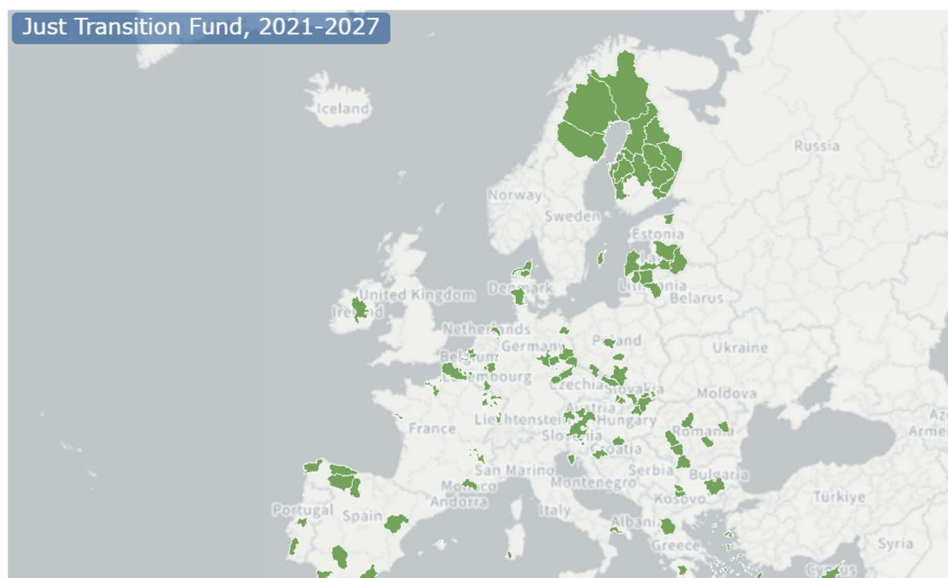 Just Transition Fund, 2021-2027
Iceland
Russia
Norway
Sweden
Estonia
Lithuania
Denmark
Belarus
United Kingdom
Ireland
Netherlands
Germany
Poland
Ukraine
Belgium
Luxembourg
Czechia
Slovakia
Moldova
Austria
Liechtenstein
Hungary
France
Slovenia
Romania
Croatia
San Marino
Serbia
Monaco
Montenegro
Bulgaria
Andorra
Kosovo
Italy
Portugal
Spain
Albania
Türkiye
Greece
Syria
Cyprus